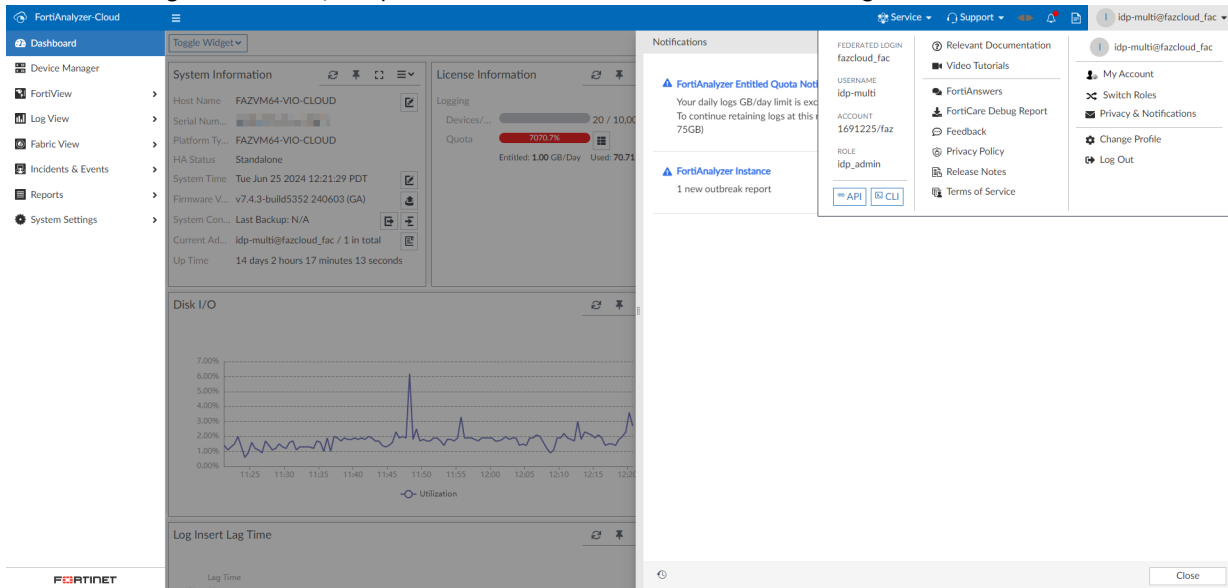 FortiAnalyzer-Cloud
Service
Support
idp-multi@fazcloud_fac
Dashboard
Device Manager
FortiView
Log View
Fabric View
Incidents & Events
Reports
System Settings
FORTINET
Toggle Widget
System Information
Host Name FAZVM64-VIO-CLOUD
Serial Num...
Platform Ty... FAZVM64-VIO-CLOUD
HA Status Standalone
System Time Tue Jun 25 2024 12:21:29 PDT
Firmware V... v7.4.3-build5352 240603 (GA)
System Con... Last Backup: N/A
Current Ad... idp-multi@fazcloud_fac / 1 in total
Up Time 14 days 2 hours 17 minutes 13 seconds
License Information
Logging
Devices/... 20 / 10,00
Quota 7070.7%
Entitled: 1.00 GB/Day Used: 70.71
Disk I/O
7.00%
6.00%
5.00%
4.00%
3.00%
2.00%
1.00%
0.00%
11:25 11:30 11:35 11:40 11:45 11:50 11:55 12:00 12:05 12:10 12:15 12:20
Utilization
Log Insert Lag Time
Lag Time
Notifications
FortiAnalyzer Entitled Quota Noti
Your daily logs GB/day limit is exc
To continue retaining logs at this r
75GB)
FortiAnalyzer Instance
1 new outbreak report
Close
FEDERATED LOGIN
fazcloud_fac
USERNAME
idp-multi
ACCOUNT
1691225/faz
ROLE
idp_admin
API CLI
Relevant Documentation
Video Tutorials
FortiAnswers
FortiCare Debug Report
Feedback
Privacy Policy
Release Notes
Terms of Service
idp-multi@fazcloud_fac
My Account
Switch Roles
Privacy & Notifications
Change Profile
Log Out